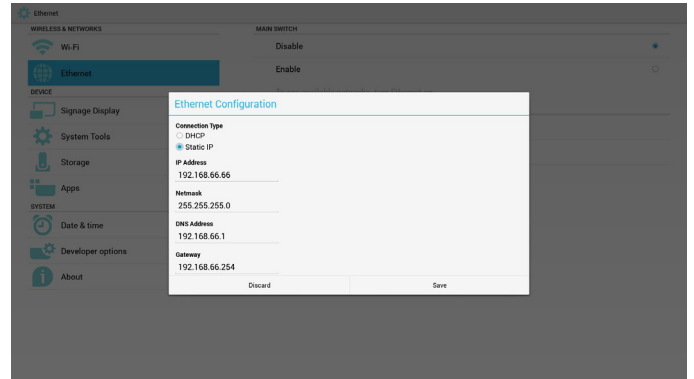 Ethernet
WIRELESS & NETWORKS
MAIN SWITCH
Wi-Fi
Disable
Ethernet
Enable
DEVICE
Signage Display
System Tools
Storage
Apps
SYSTEM
Date & time
Developer options
About
Ethernet Configuration
Connection Type
DHCP
Static IP
IP Address
192.168.66.66
Netmask
255.255.255.0
DNS Address
192.168.66.1
Gateway
192.168.66.254
Discard
Save